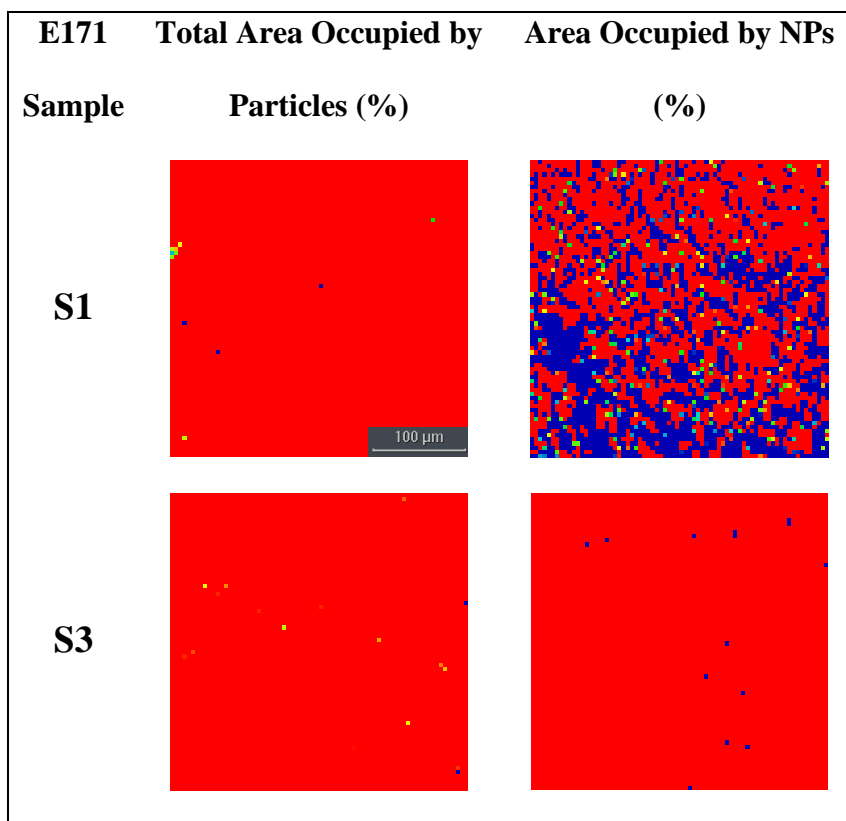 E171 Total Area Occupied by Area Occupied by NPs
Sample Particles (%) (%)
S1
100 µm
S3